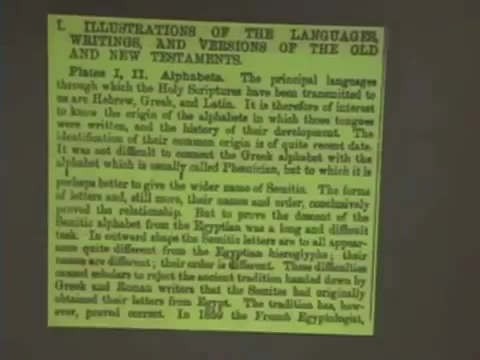 I. ILLUSTRATIONS OF THE LANGUAGES,
WRITINGS, AND VERSIONS OF THE OLD
AND NEW TESTAMENTS.
Plates I, II. Alphabets. The principal languages
through which the Holy Scriptures have been transmitted to
us are Hebrew, Greek, and Latin. It is therefore of interest
to know the origin of the alphabets in which those tongues
were written, and the history of their development. The
identification of their common origin is of quite recent date.
It was not difficult to connect the Greek alphabet with the
alphabet which is usually called Phœnician, but to which it is
perhaps better to give the wider name of Semitic. The forms
of letters and, still more, their names and order, conclusively
proved the relationship. But to prove the descent of the
Semitic alphabet from the Egyptian was a long and difficult
task. In outward shape the Semitic letters are to all appear-
ance quite different from the Egyptian hieroglyphs; their
names are different; their order is different. These difficulties
caused scholars to reject the ancient tradition handed down by
Greek and Roman writers that the Semites had originally
obtained their letters from Egypt. The tradition has, how-
ever, proved correct. In 1859 the French Egyptologist,